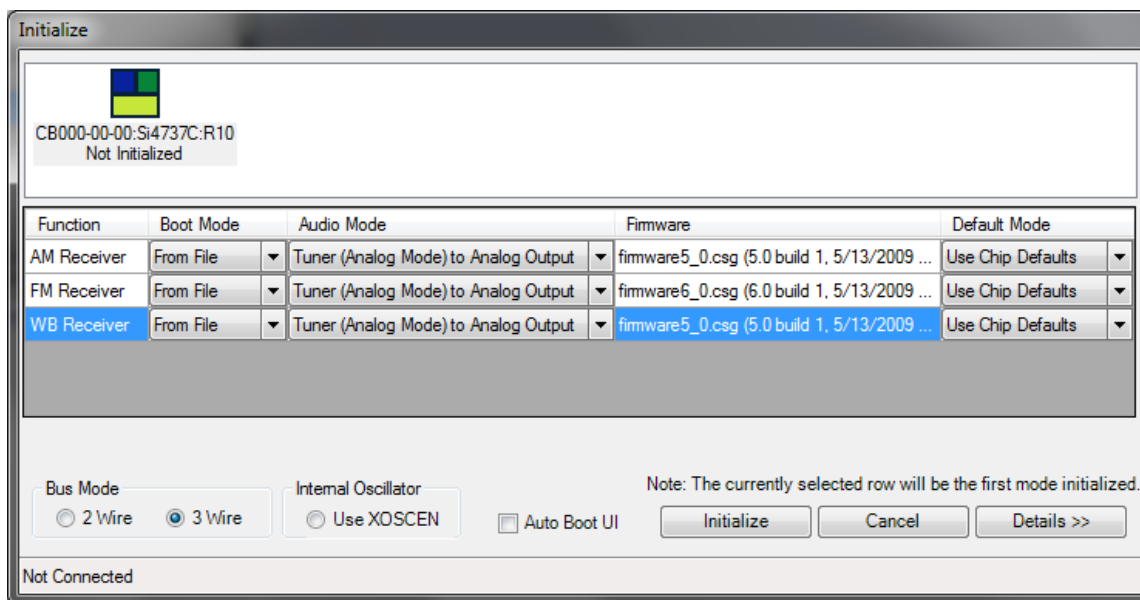 Initialize
CB000-00-00:Si4737C:R10
Not Initialized
Function Boot Mode Audio Mode Firmware Default Mode
AM Receiver From File Tuner (Analog Mode) to Analog Output firmware5_0.csg (5.0 build 1, 5/13/2009 ... Use Chip Defaults
FM Receiver From File Tuner (Analog Mode) to Analog Output firmware6_0.csg (6.0 build 1, 5/13/2009 ... Use Chip Defaults
WB Receiver From File Tuner (Analog Mode) to Analog Output firmware5_0.csg (5.0 build 1, 5/13/2009 ... Use Chip Defaults
Bus Mode Internal Oscillator Note: The currently selected row will be the first mode initialized.
2 Wire 3 Wire Use XOSCEN Auto Boot UI Initialize Cancel Details >>
Not Connected